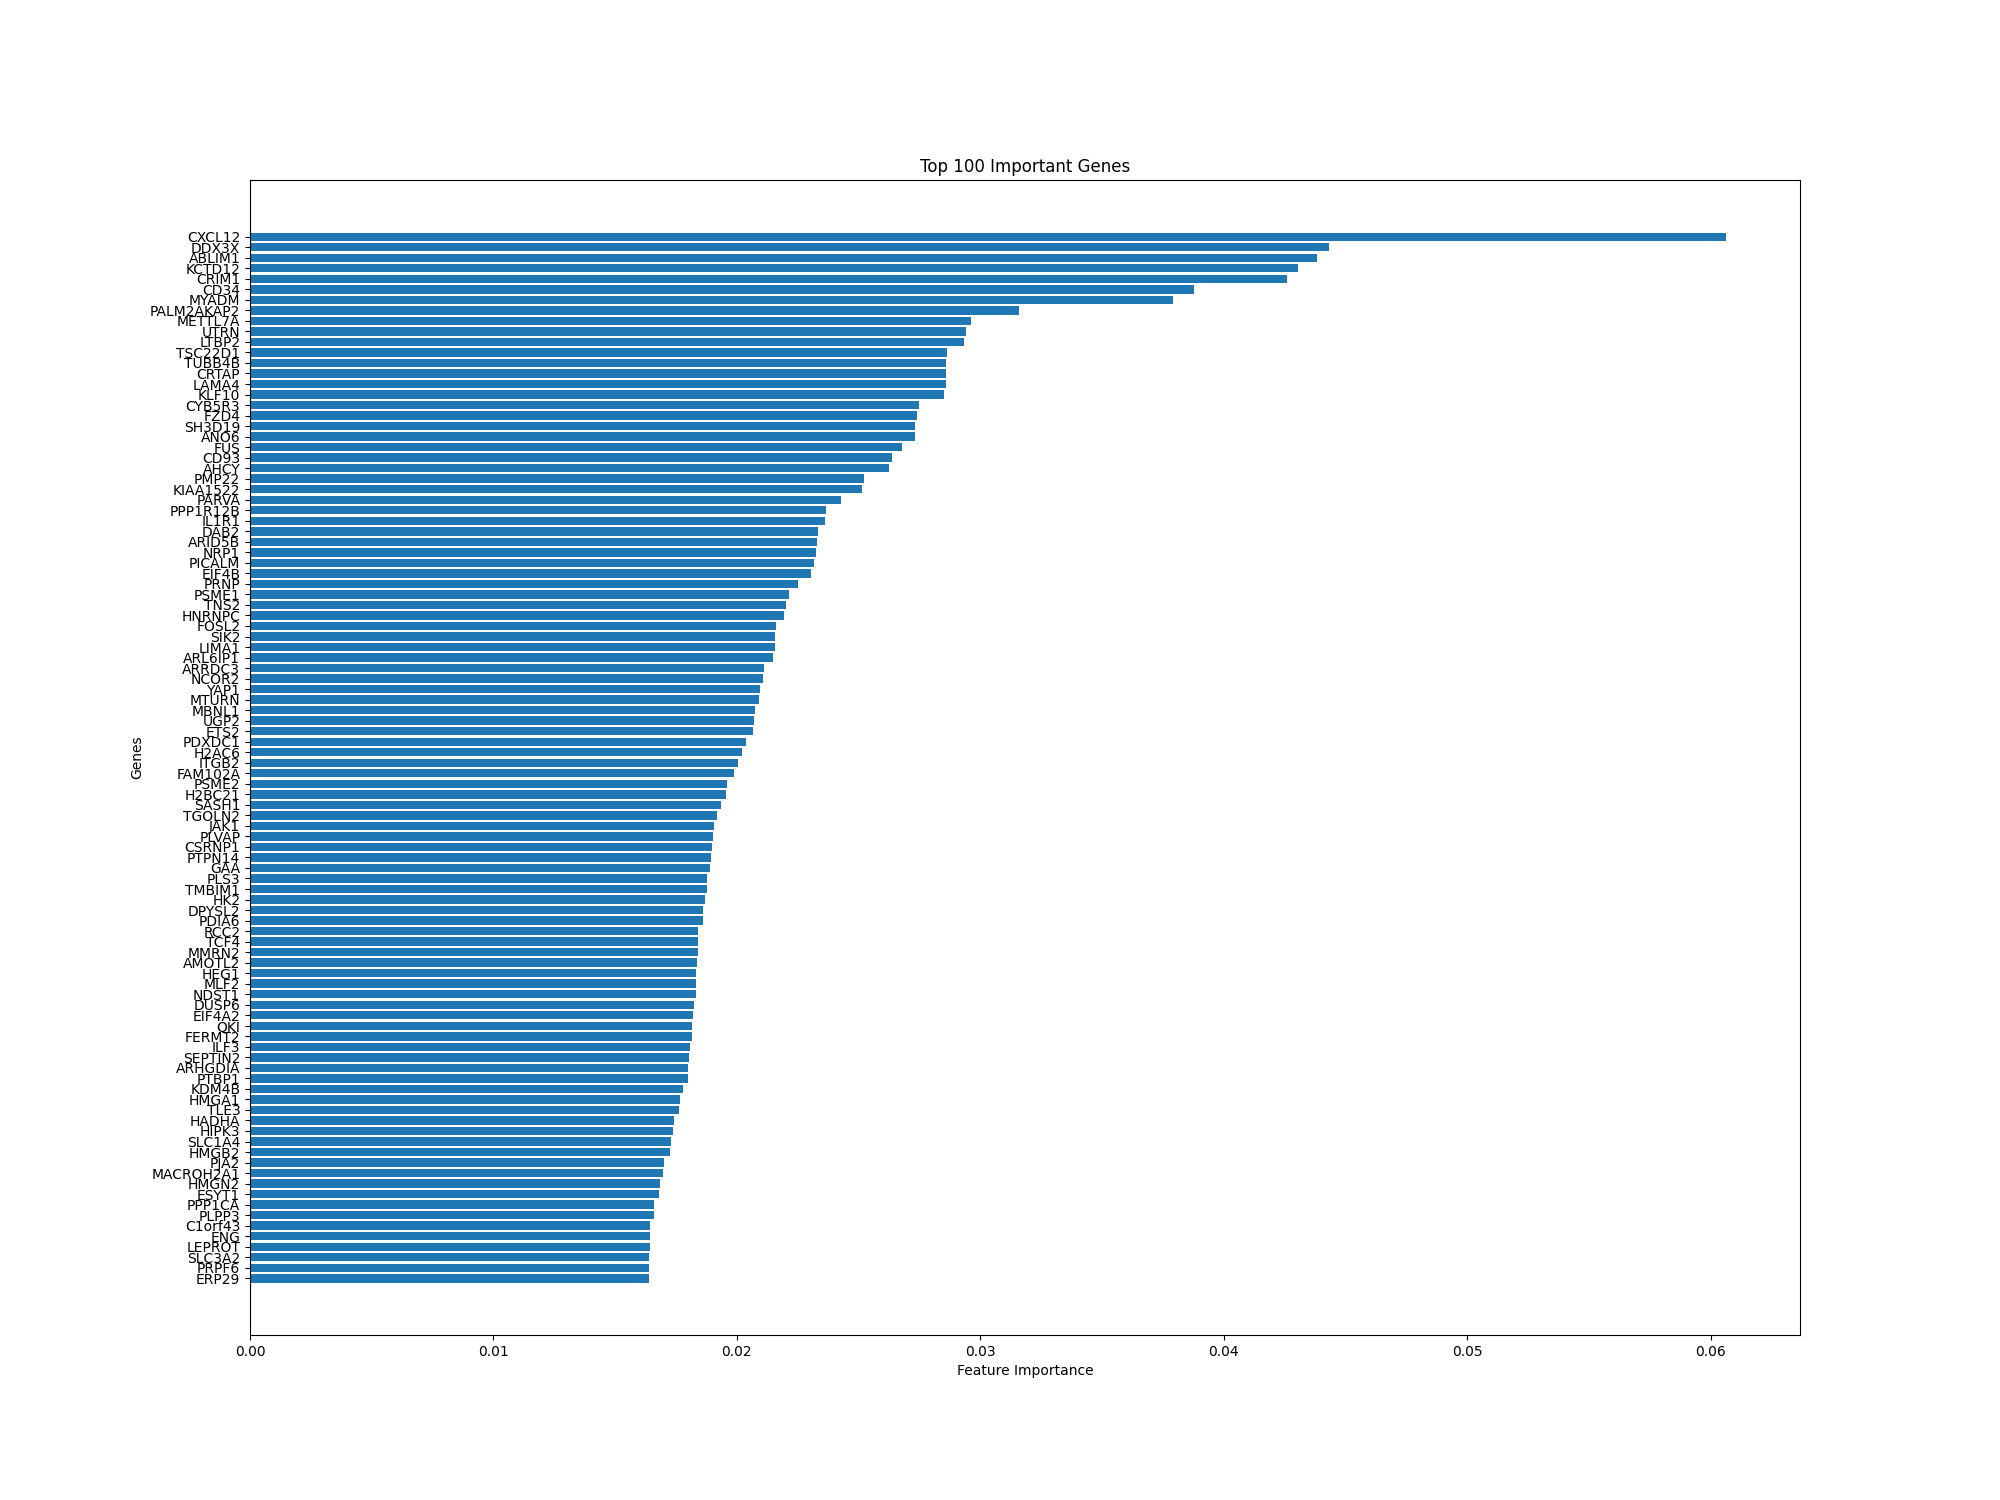 Top 100 Important Genes
CXCL12
DDX3X
ABLIM1
KCTD12
CRIM1
CD34
MYADM
PALM2AKAP2
METTL7A
UTRN
LTBP2
TSC22D1
TUBB4B
CRTAP
LAMA4
KLF10
CYB5R3
FZD4
SH3D19
ANO6
FUS
CD93
AHCY
PMP22
KIAA1522
PARVA
PPP1R12B
IL1R1
DAB2
ARID5B
NRP1
PICALM
EIF4B
PRNP
PSME1
TNS2
HNRNPC
FOSL2
SIK2
LIMA1
ARL6IP1
ARRDC3
NCOR2
YAP1
MTURN
MBNL1
UGP2
ETS2
PDXDC1
H2AC6
ITGB2
FAM102A
PSME2
H2BC21
SASH1
TGOLN2
JAK1
PLVAP
CSRNP1
PTPN14
GAA
PLS3
TMBIM1
HK2
DPYSL2
PDIA6
RCC2
TCF4
MMRN2
AMOTL2
HEG1
MLF2
NDST1
DUSP6
EIF4A2
QKI
FERMT2
ILF3
SEPTIN2
ARHGDIA
PTBP1
KDM4B
HMGA1
TLE3
HADHA
HIPK3
SLC1A4
HMGB2
PJA2
MACROH2A1
HMGN2
ESYT1
PPP1CA
PLPP3
C1orf43
ENG
LEPROT
SLC3A2
PRPF6
ERP29
Genes
0.00 0.01 0.02 0.03 0.04 0.05 0.06
Feature Importance